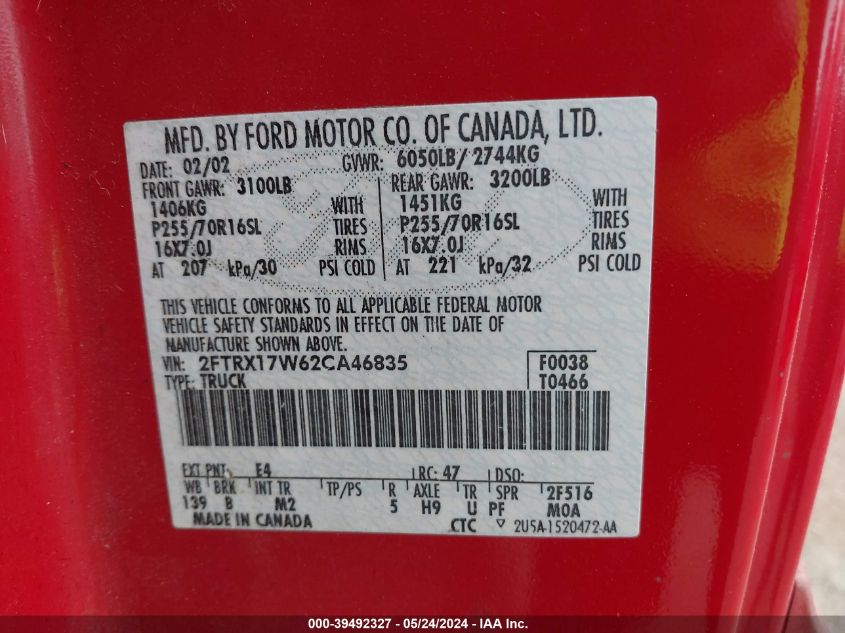 MFD. BY FORD MOTOR CO. OF CANADA, LTD.
DATE: 02/02 GVWR: 6050LB/ 2744KG
FRONT GAWR: 3100LB REAR GAWR: 3200LB
1406KG WITH 1451KG WITH
P255/70R16SL TIRES P255/70R16SL TIRES
16X7.0J RIMS 16X7.0J RIMS
AT 207 kPa/30 PSI COLD AT 221 kPa/32 PSI COLD
THIS VEHICLE CONFORMS TO ALL APPLICABLE FEDERAL MOTOR
VEHICLE SAFETY STANDARDS IN EFFECT ON THE DATE OF
MANUFACTURE SHOWN ABOVE.
VIN: 2FTRX17W62CA46835 F0038
TYPE: TRUCK T0466
EXT PNT: E4 RC: 47 DSO:
WB BRK INT TR TP/PS R AXLE TR SPR 2F516
139 B M2 5 H9 U PF M0A
MADE IN CANADA CTC ▽ 2U5A-1520472-AA
000-39492327 - 05/24/2024 - IAA Inc.